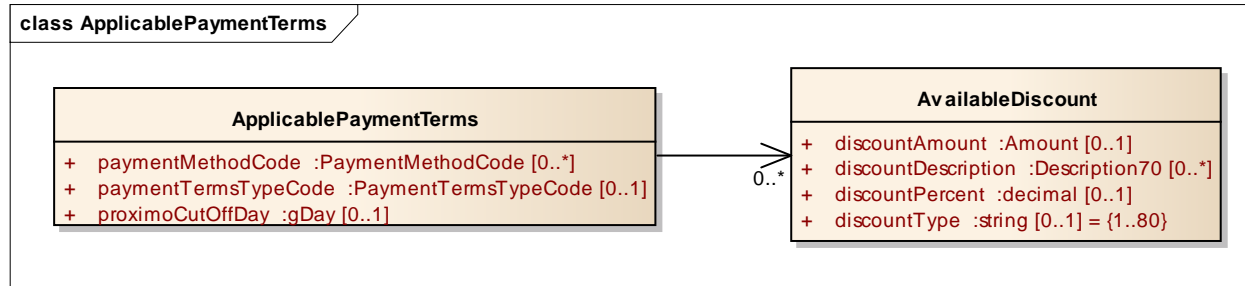 class ApplicablePaymentTerms
ApplicablePaymentTerms
+ paymentMethodCode :PaymentMethodCode [0..*]
+ paymentTermsTypeCode :PaymentTermsTypeCode [0..1]
+ proximoCutOffDay :gDay [0..1]
0..*
AvailableDiscount
+ discountAmount :Amount [0..1]
+ discountDescription :Description70 [0..*]
+ discountPercent :decimal [0..1]
+ discountType :string [0..1] = {1..80}